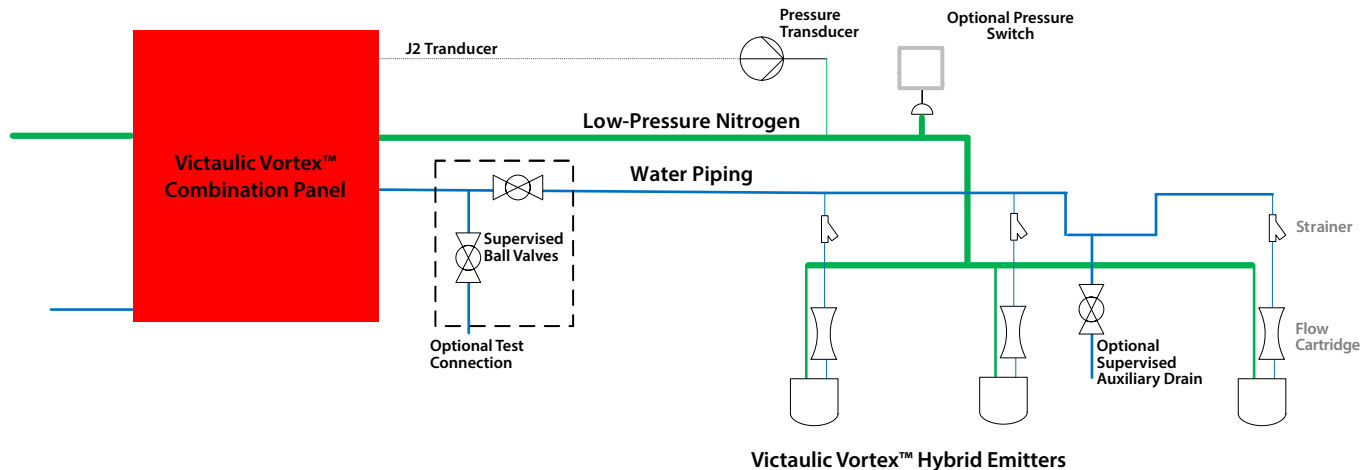 Pressure
Transducer
Optional Pressure
Switch
J2 Tranducer
Low-Pressure Nitrogen
Victaulic Vortex™
Combination Panel
Water Piping
Supervised
Ball Valves
Strainer
Optional Test
Connection
Optional
Supervised
Auxiliary Drain
Flow
Cartridge
Victaulic Vortex™ Hybrid Emitters